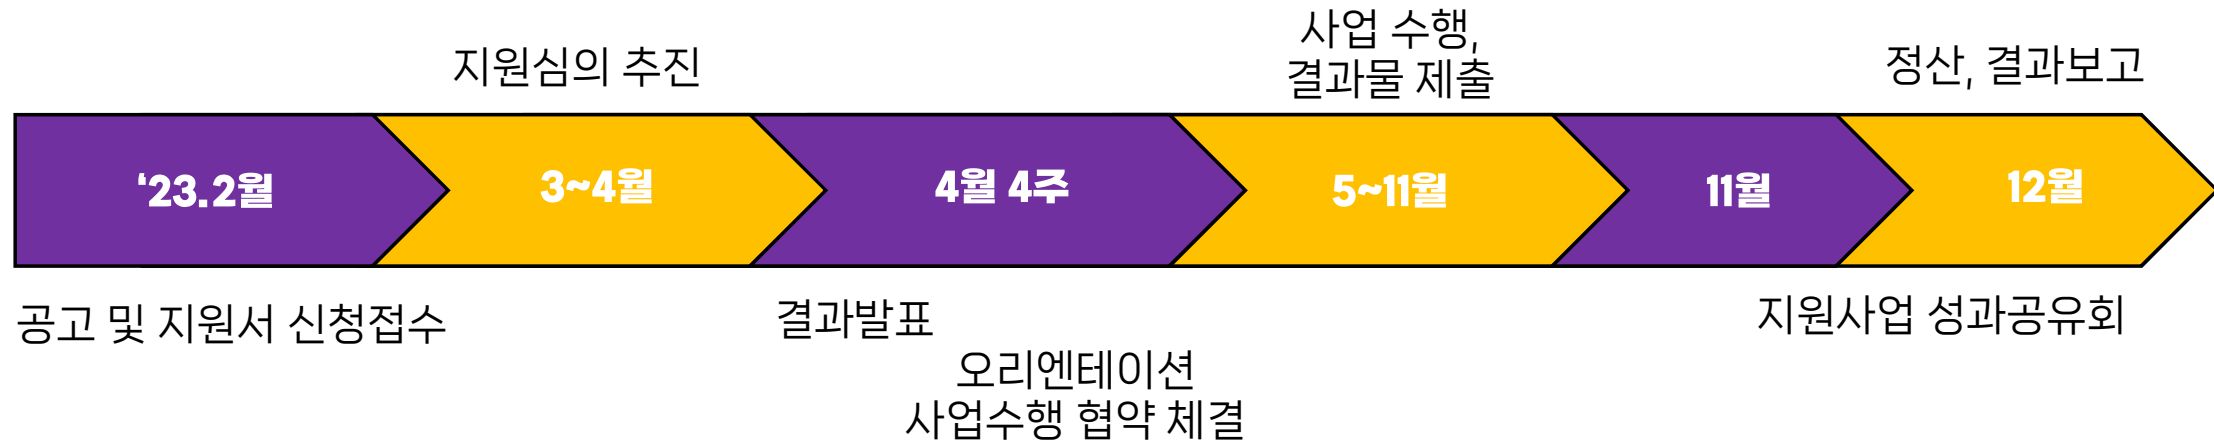 지원심의 추진
사업 수행,
결과물 제출
정산, 결과보고
‘23.2월
3~4월
4월 4주
5~11월
11월
12월
공고 및 지원서 신청접수
결과발표
오리엔테이션
사업수행 협약 체결
지원사업 성과공유회